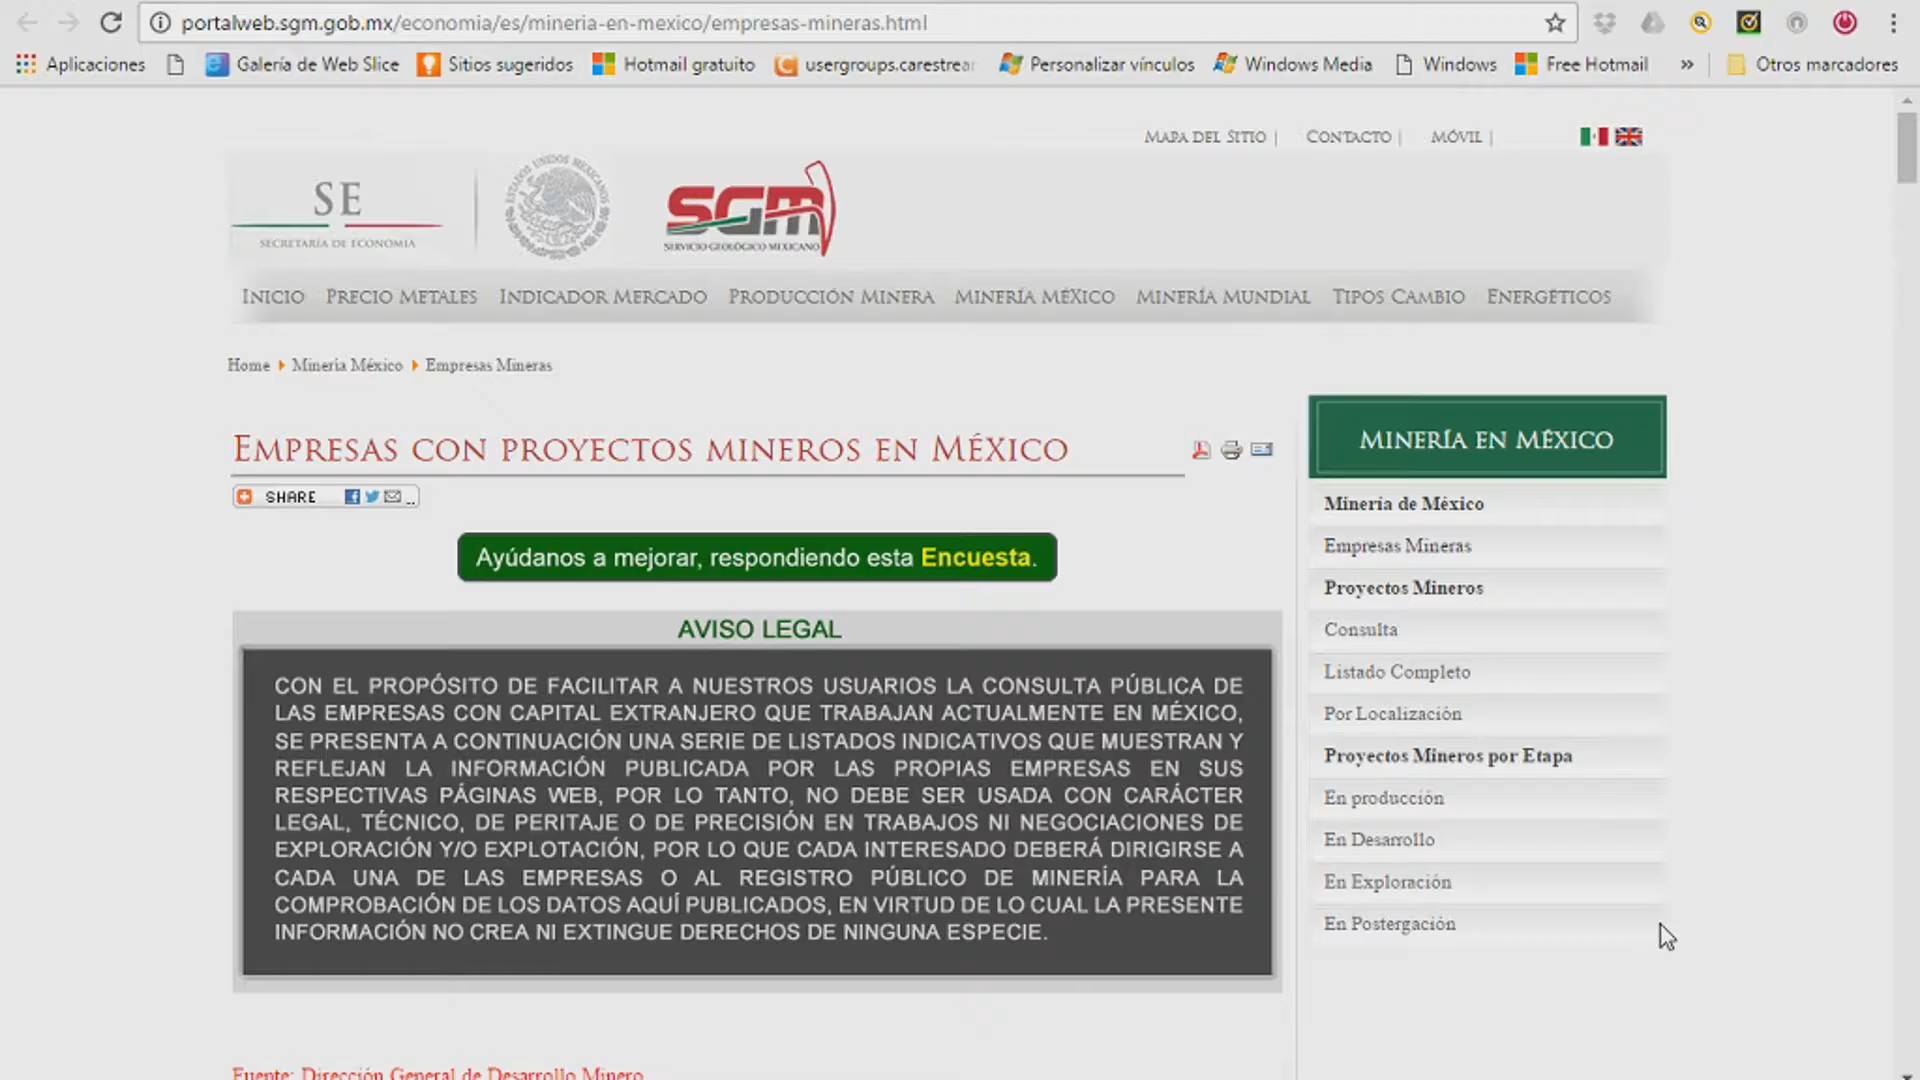 portalweb.sgm.gob.mx/economia/es/mineria-en-mexico/empresas-mineras.html
Aplicaciones Galería de Web Slice Sitios sugeridos Hotmail gratuito usergroups.carestrear Personalizar vínculos Windows Media Windows Free Hotmail » Otros marcadores
Mapa del Sitio | Contacto | móvil |
SE
SECRETARÍA DE ECONOMÍA
ESTADOS UNIDOS MEXICANOS
SGM
SERVICIO GEOLÓGICO MEXICANO
Inicio Precio Metales Indicador Mercado Producción Minera Minería México Minería Mundial Tipos Cambio Energéticos
Home Minería México Empresas Mineras
Empresas con proyectos mineros en México
SHARE ..
Ayúdanos a mejorar, respondiendo esta Encuesta.
AVISO LEGAL
CON EL PROPÓSITO DE FACILITAR A NUESTROS USUARIOS LA CONSULTA PÚBLICA DE
LAS EMPRESAS CON CAPITAL EXTRANJERO QUE TRABAJAN ACTUALMENTE EN MÉXICO,
SE PRESENTA A CONTINUACIÓN UNA SERIE DE LISTADOS INDICATIVOS QUE MUESTRAN Y
REFLEJAN LA INFORMACIÓN PUBLICADA POR LAS PROPIAS EMPRESAS EN SUS
RESPECTIVAS PÁGINAS WEB, POR LO TANTO, NO DEBE SER USADA CON CARÁCTER
LEGAL, TÉCNICO, DE PERITAJE O DE PRECISIÓN EN TRABAJOS NI NEGOCIACIONES DE
EXPLORACIÓN Y/O EXPLOTACIÓN, POR LO QUE CADA INTERESADO DEBERÁ DIRIGIRSE A
CADA UNA DE LAS EMPRESAS O AL REGISTRO PÚBLICO DE MINERÍA PARA LA
COMPROBACIÓN DE LOS DATOS AQUÍ PUBLICADOS, EN VIRTUD DE LO CUAL LA PRESENTE
INFORMACIÓN NO CREA NI EXTINGUE DERECHOS DE NINGUNA ESPECIE.
Fuente: Dirección General de Desarrollo Minero
Minería en México
Minería de México
Empresas Mineras
Proyectos Mineros
Consulta
Listado Completo
Por Localización
Proyectos Mineros por Etapa
En producción
En Desarrollo
En Exploración
En Postergación